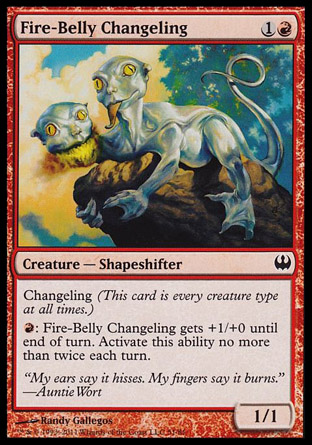 Fire-Belly Changeling 1
Creature — Shapeshifter
Changeling (This card is every creature type
at all times.)
: Fire-Belly Changeling gets +1/+0 until
end of turn. Activate this ability no more
than twice each turn.
"My ears say it hisses. My fingers say it burns."
—Auntie Wort
Randy Gallegos
1/1